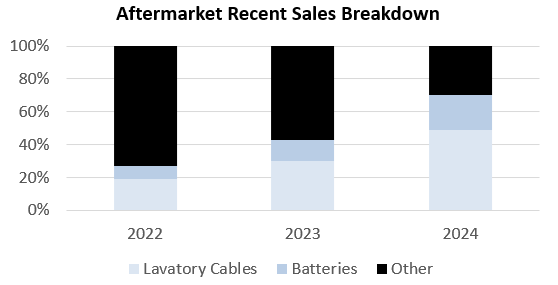 Aftermarket Recent Sales Breakdown
100%
80%
60%
40%
20%
0%
2022 2023 2024
Lavatory Cables Batteries Other